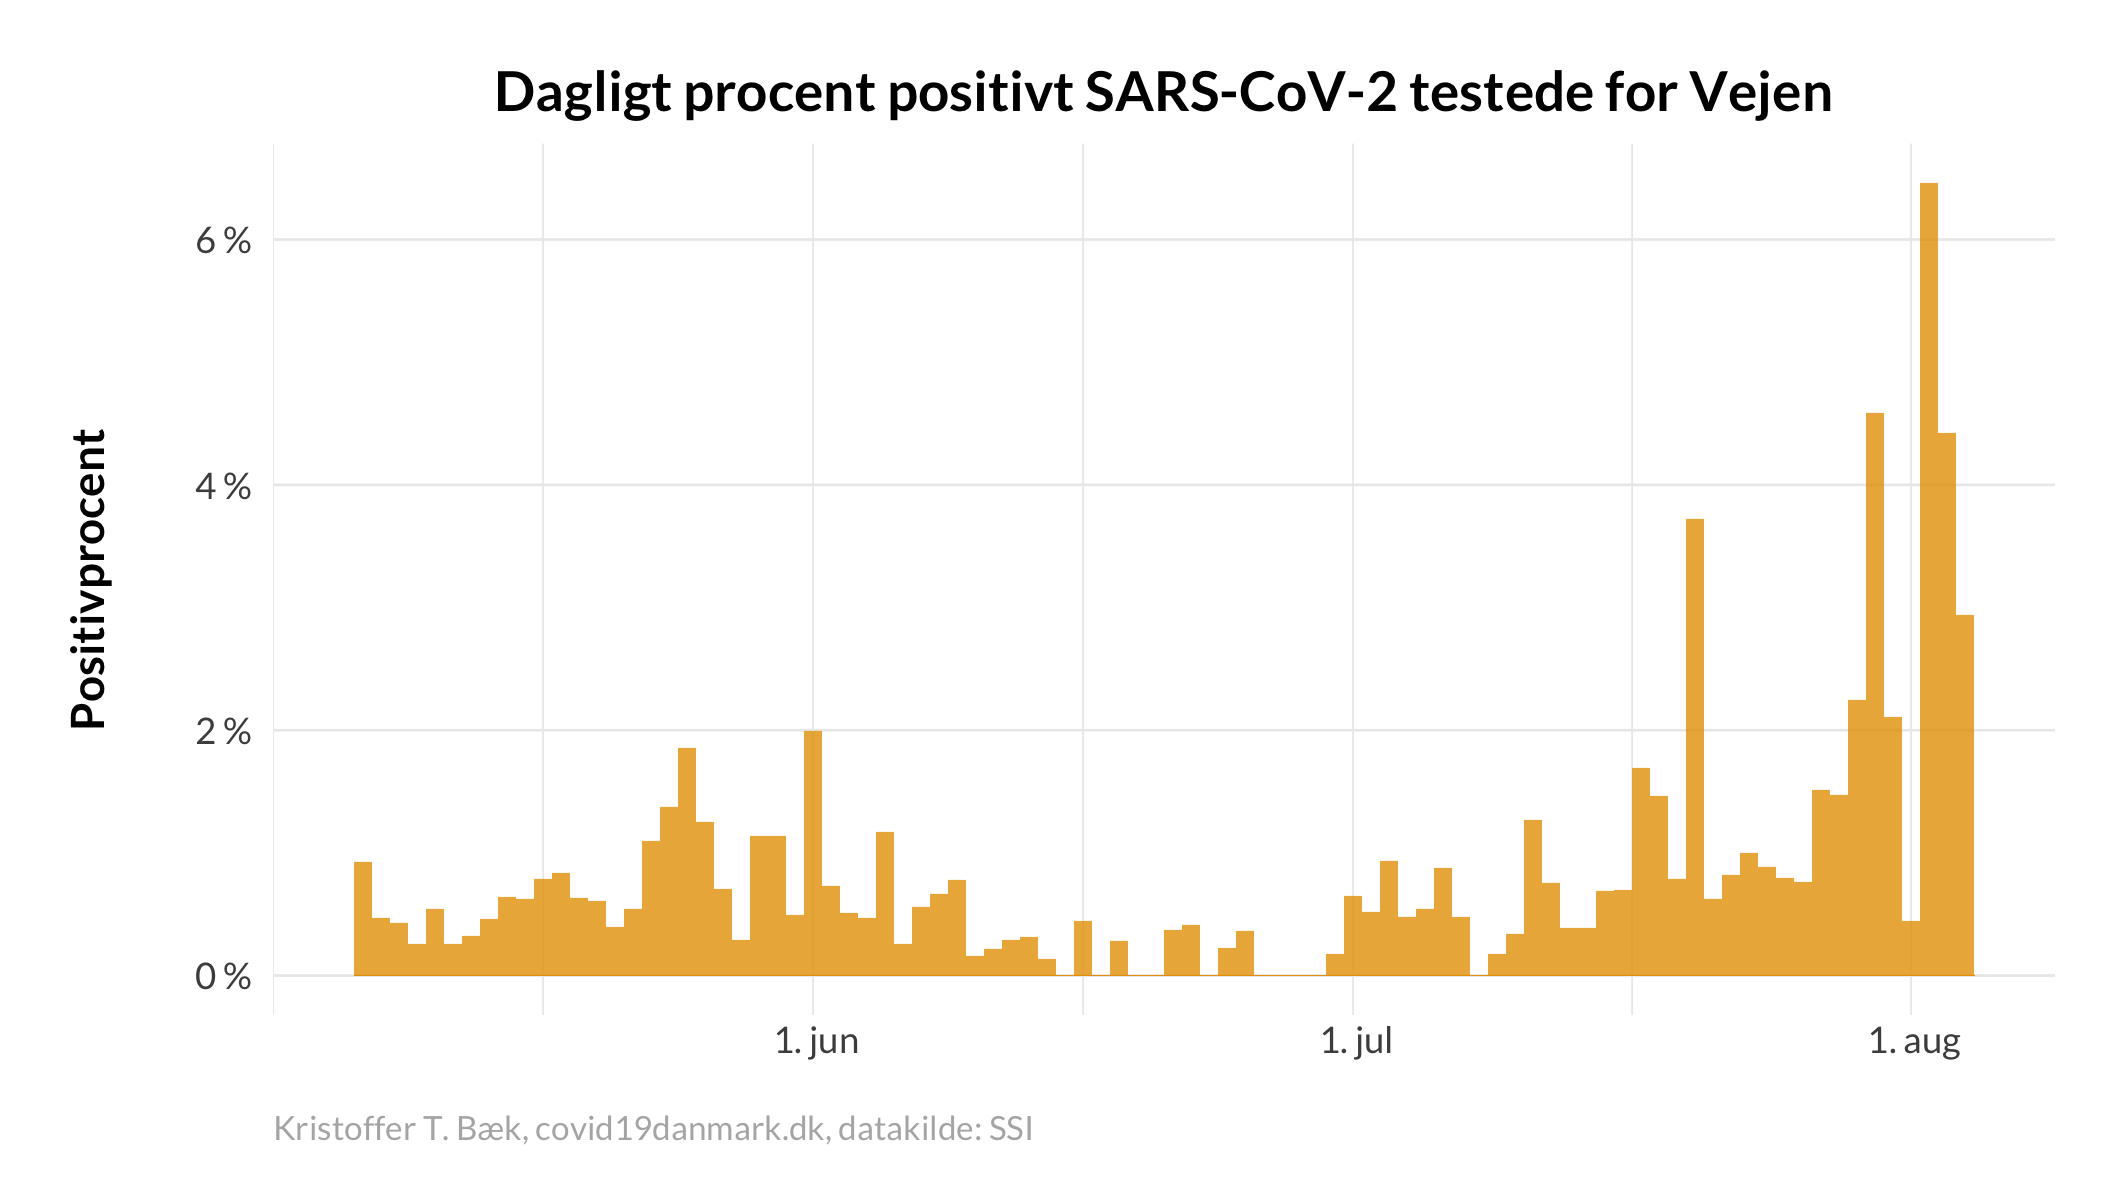 Dagligt procent positivt SARS-CoV-2 testede for Vejen
Positivprocent
6 %
4 %
2 %
0 %
1. jun
1. jul
1. aug
Kristoffer T. Bæk, covid19danmark.dk, datakilde: SSI